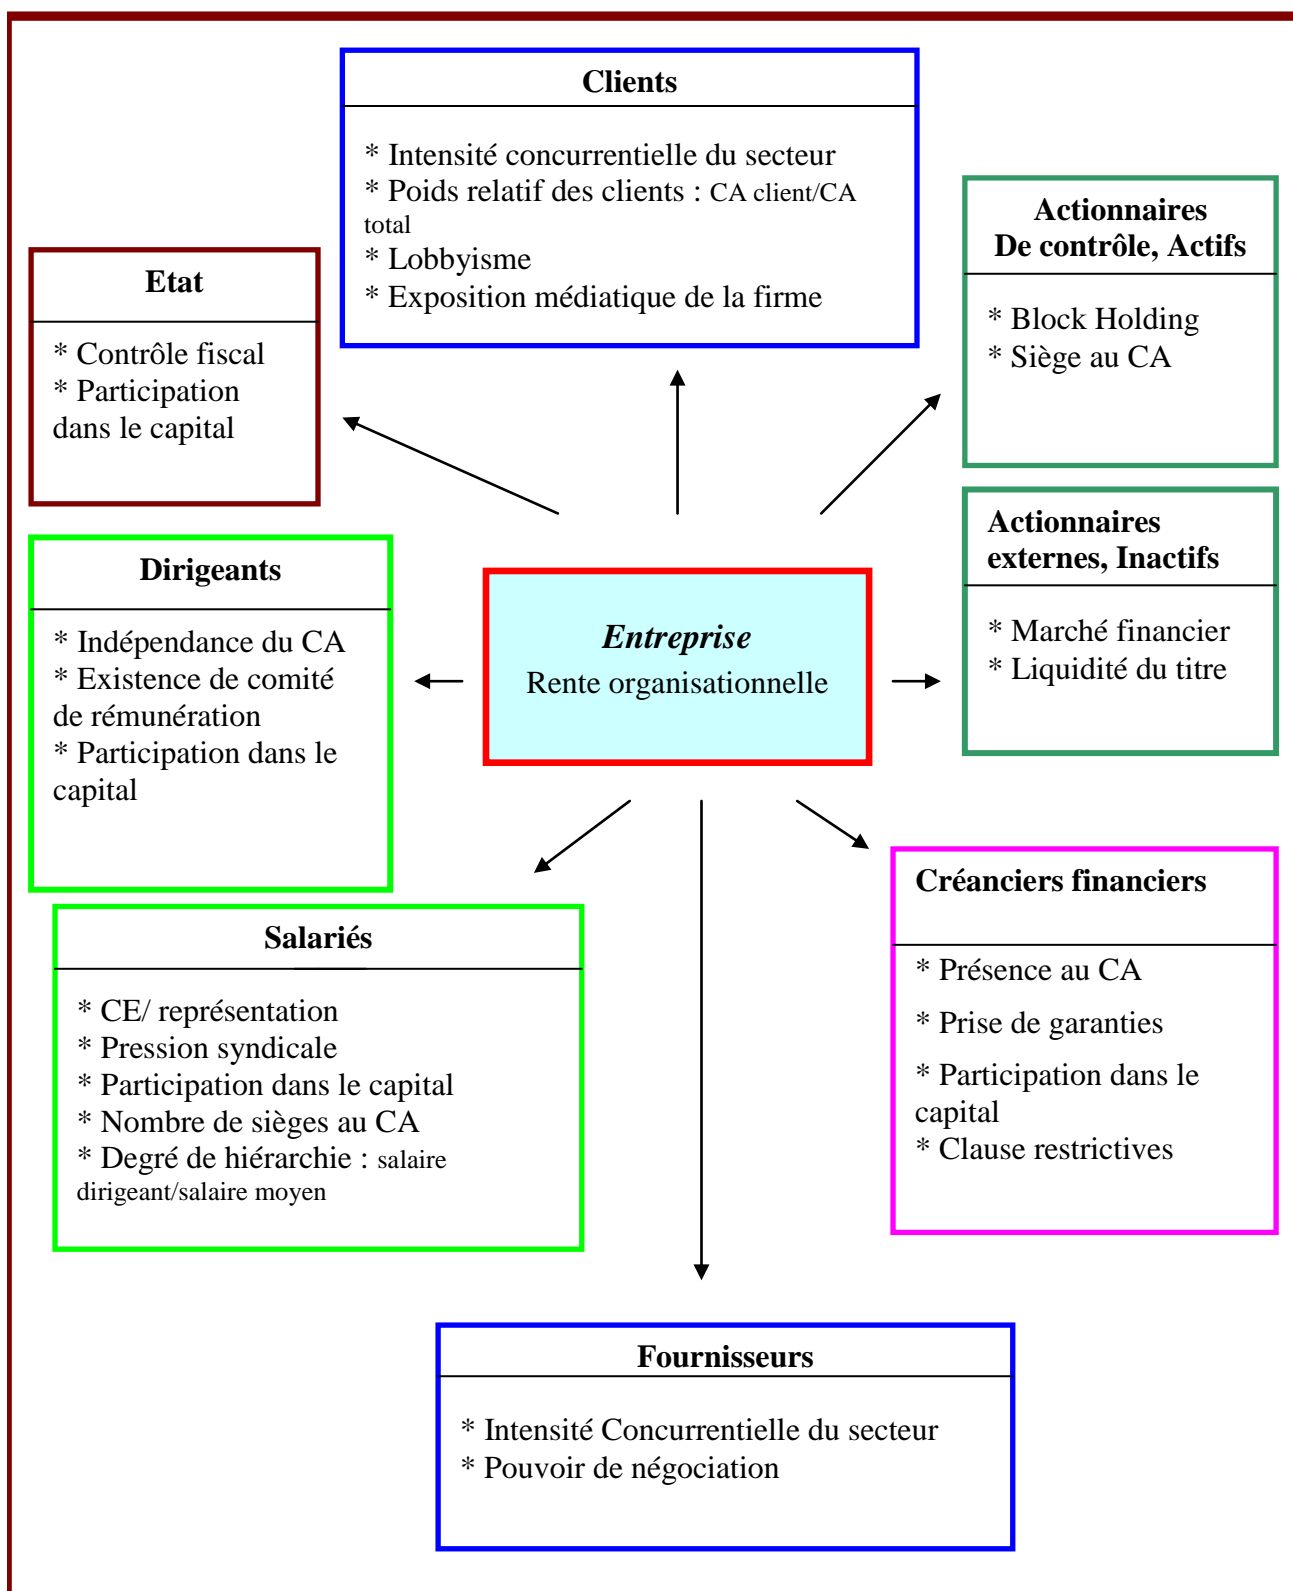 Clients
* Intensité concurrentielle du secteur
* Poids relatif des clients : CA client/CA
total
* Lobbyisme
* Exposition médiatique de la firme
Actionnaires
De contrôle, Actifs
* Block Holding
* Siège au CA
Etat
* Contrôle fiscal
* Participation
dans le capital
Actionnaires
externes, Inactifs
* Marché financier
* Liquidité du titre
Dirigeants
* Indépendance du CA
* Existence de comité
de rémunération
* Participation dans le
capital
Entreprise
Rente organisationnelle
Créanciers financiers
* Présence au CA
* Prise de garanties
* Participation dans le
capital
* Clause restrictives
Salariés
* CE/ représentation
* Pression syndicale
* Participation dans le capital
* Nombre de sièges au CA
* Degré de hiérarchie : salaire
dirigeant/salaire moyen
Fournisseurs
* Intensité Concurrentielle du secteur
* Pouvoir de négociation